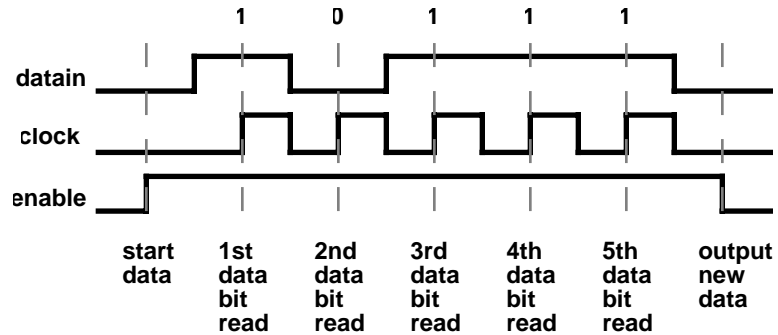 1 0 1 1 1
datain
clock
enable
start 1st 2nd 3rd 4th 5th output
data data data data data data new
bit bit bit bit bit data
read read read read read